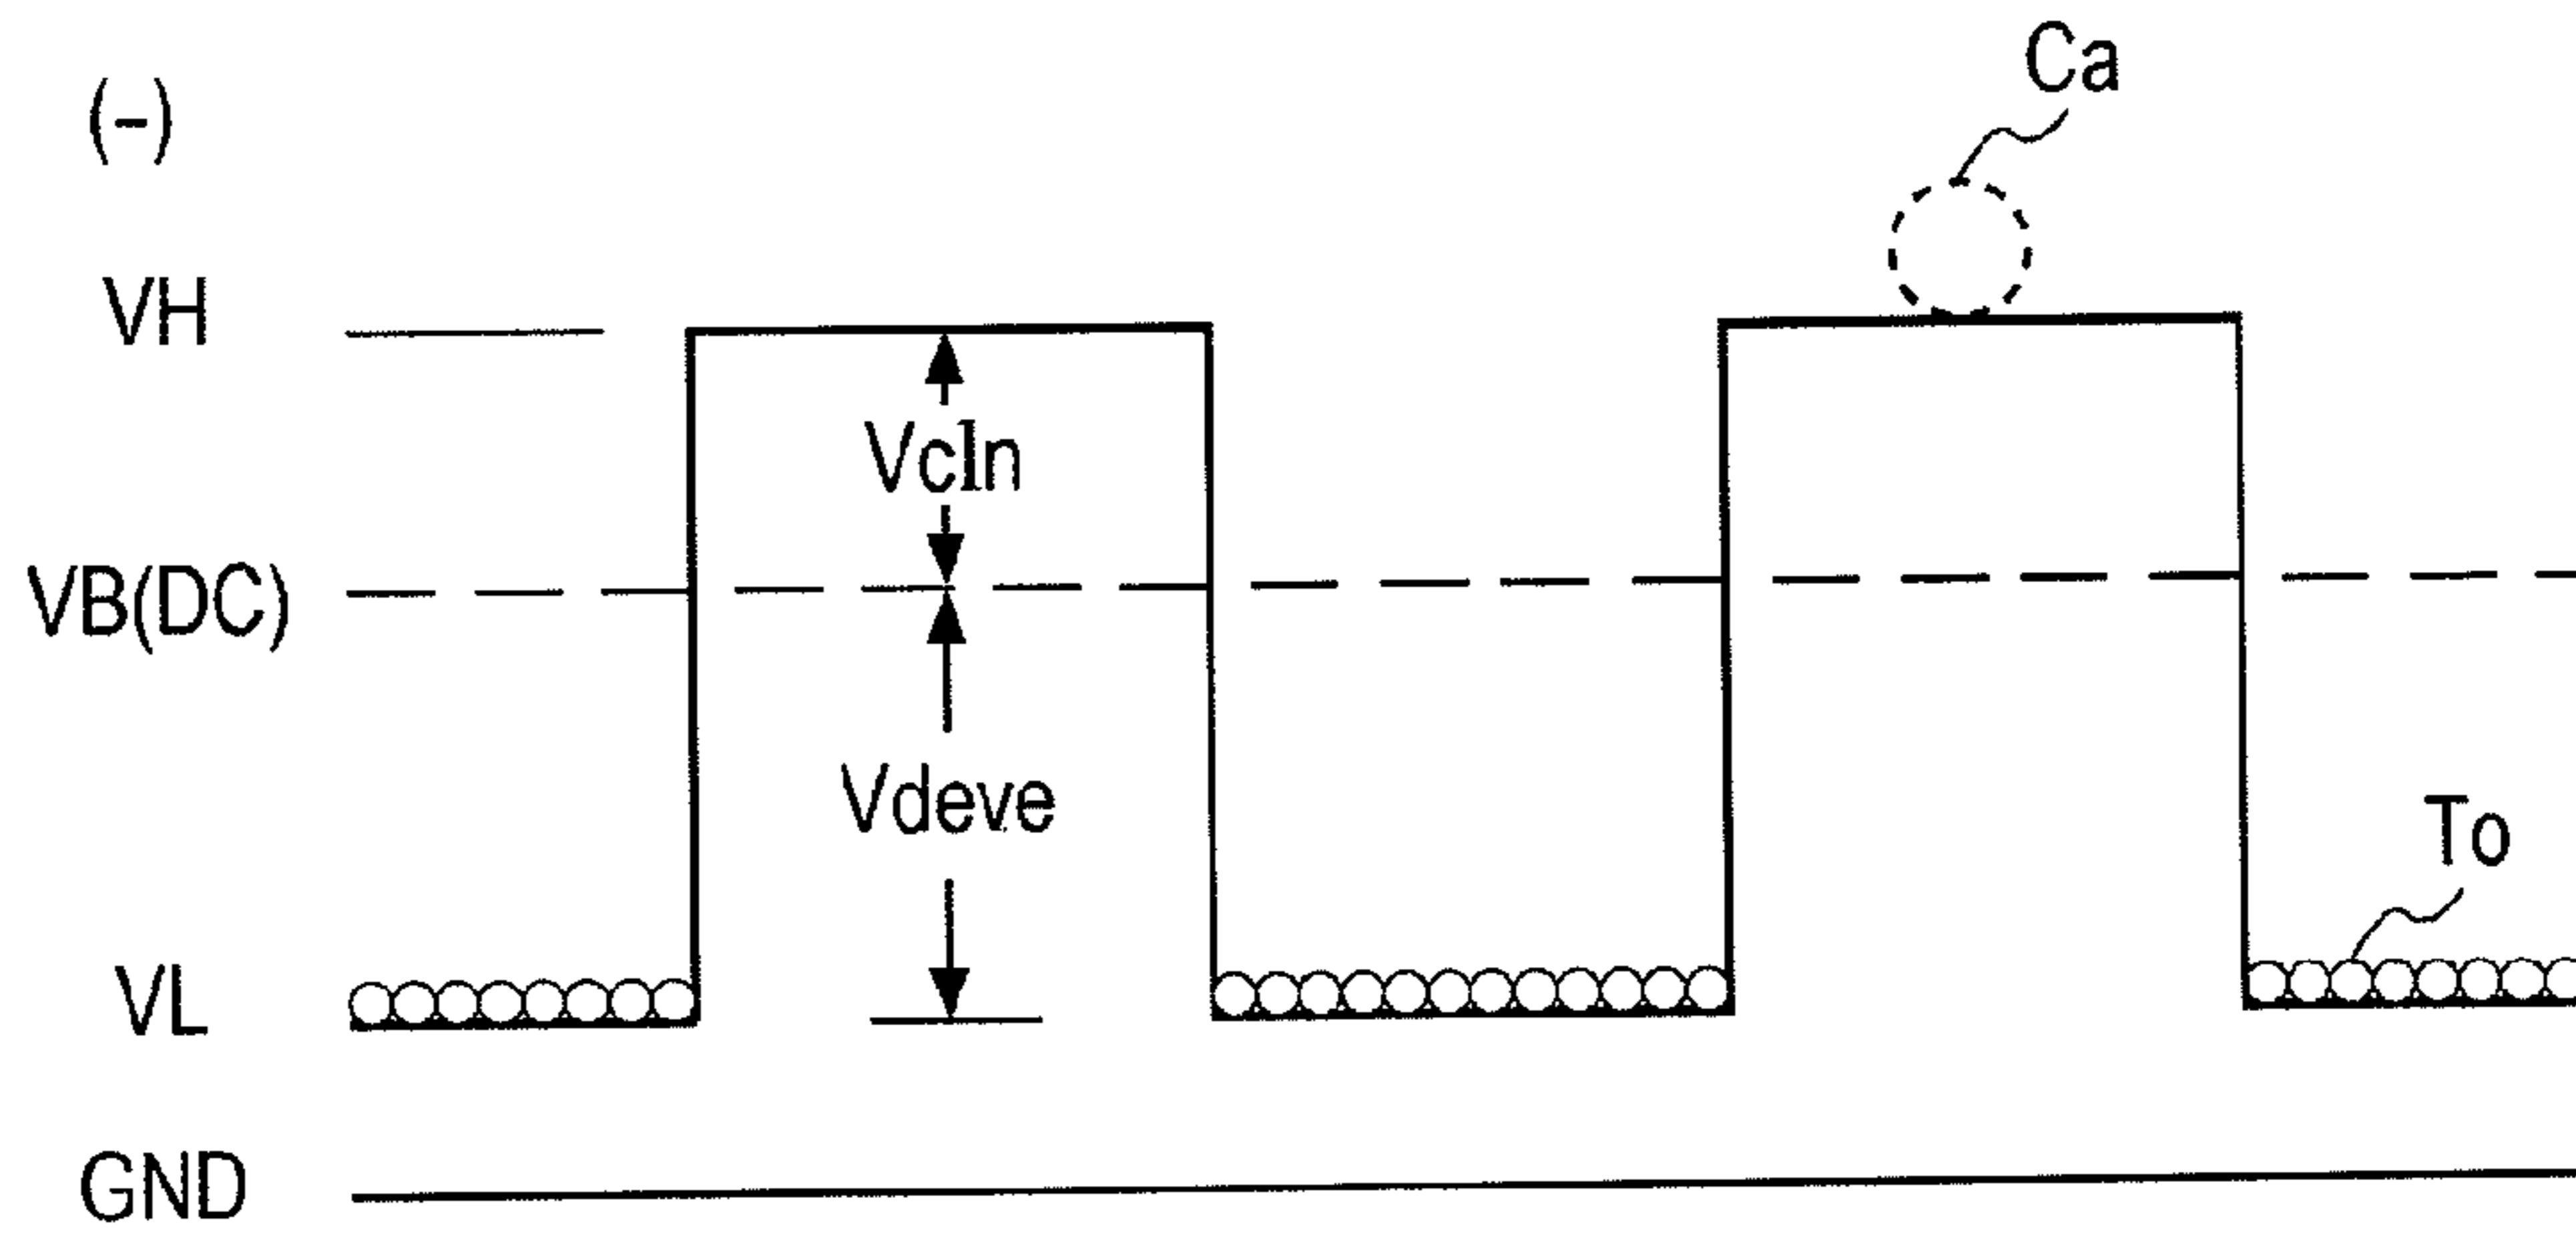 (-)
Ca
VH
Vcln
VB(DC)
Vdeve
To
VL
GND